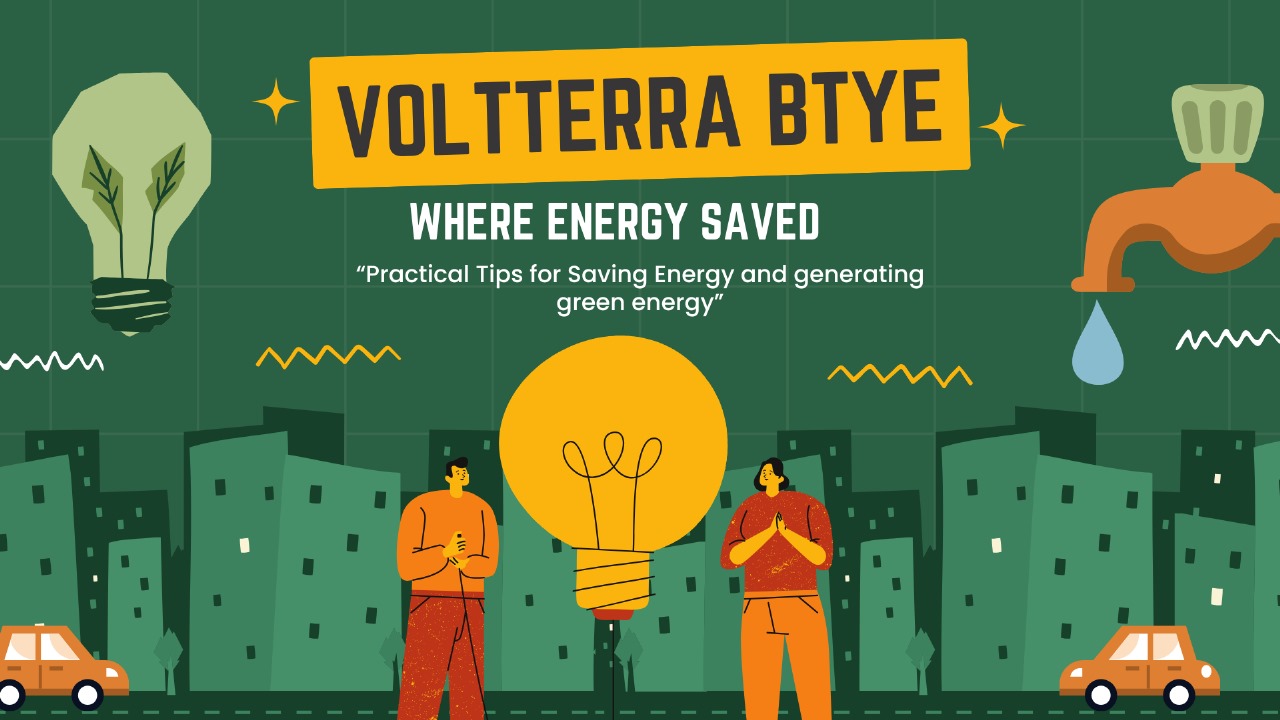 VOLTTERRA BTYE
WHERE ENERGY SAVED
“Practical Tips for Saving Energy and generating
green energy”